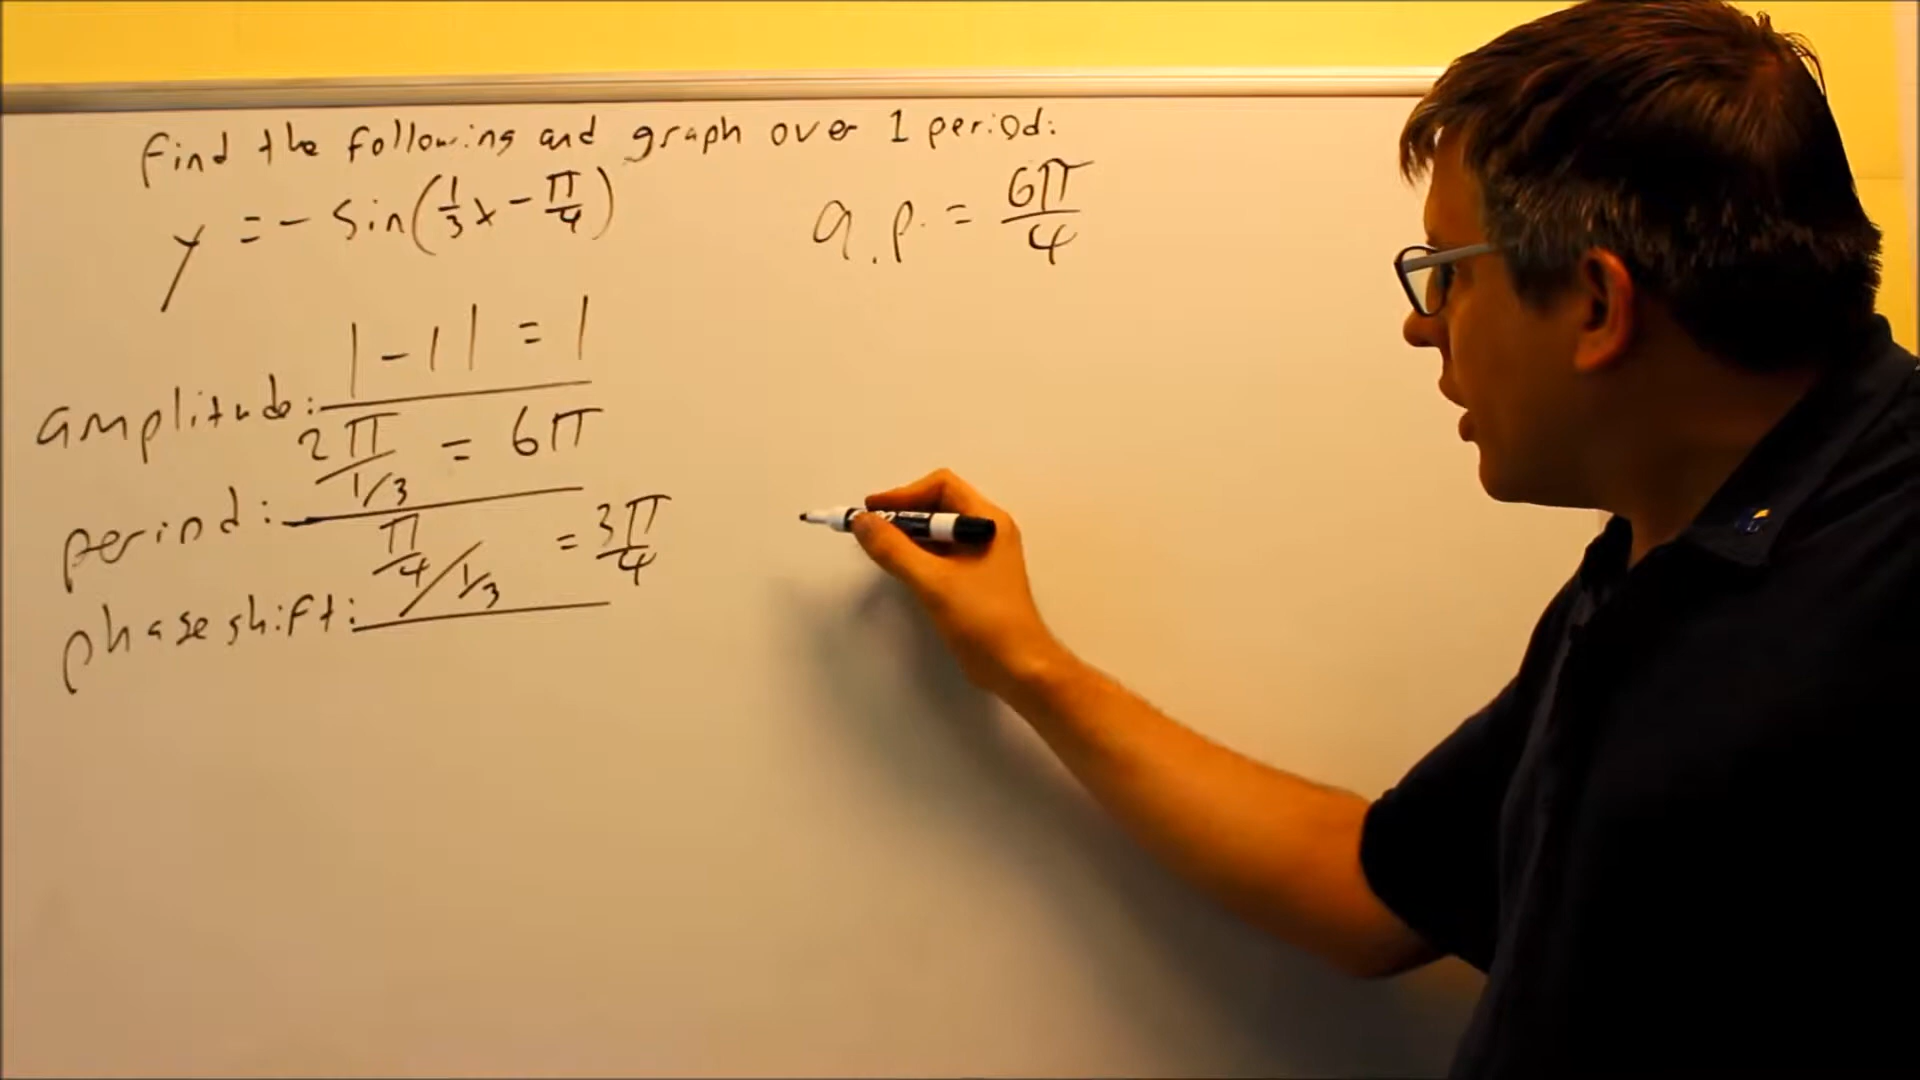 Find the following and graph over 1 period:
y = - sin(1/3 x - π/4)
q.p. = 6π/4
amplitude: |-1| = 1
period: 2π / 1/3 = 6π
phase shift: π/4 / 1/3 = 3π/4